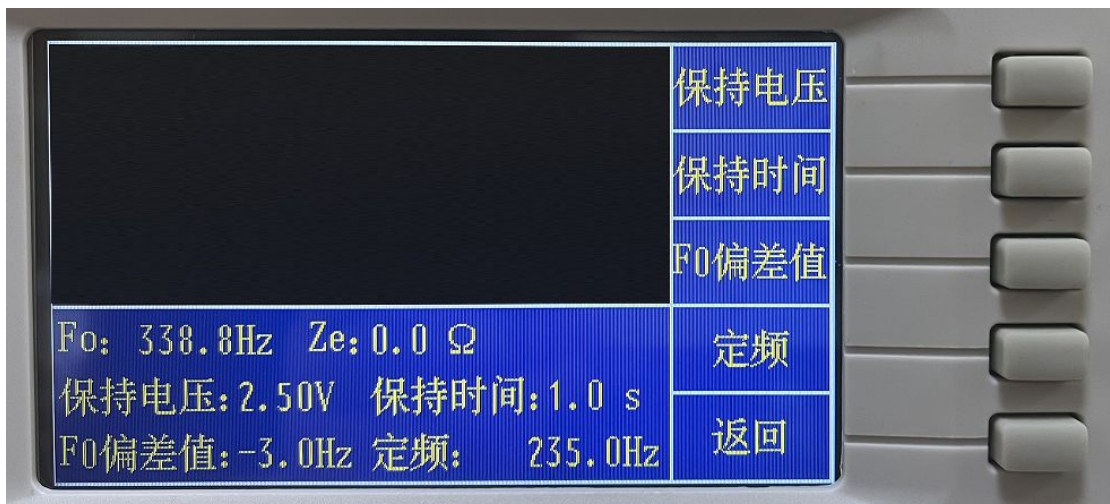 保持电压
保持时间
F0偏差值
定频
返回
Fo: 338.8Hz Ze:0.0 Ω
保持电压:2.50V 保持时间:1.0 s
F0偏差值:-3.0Hz 定频: 235.0Hz